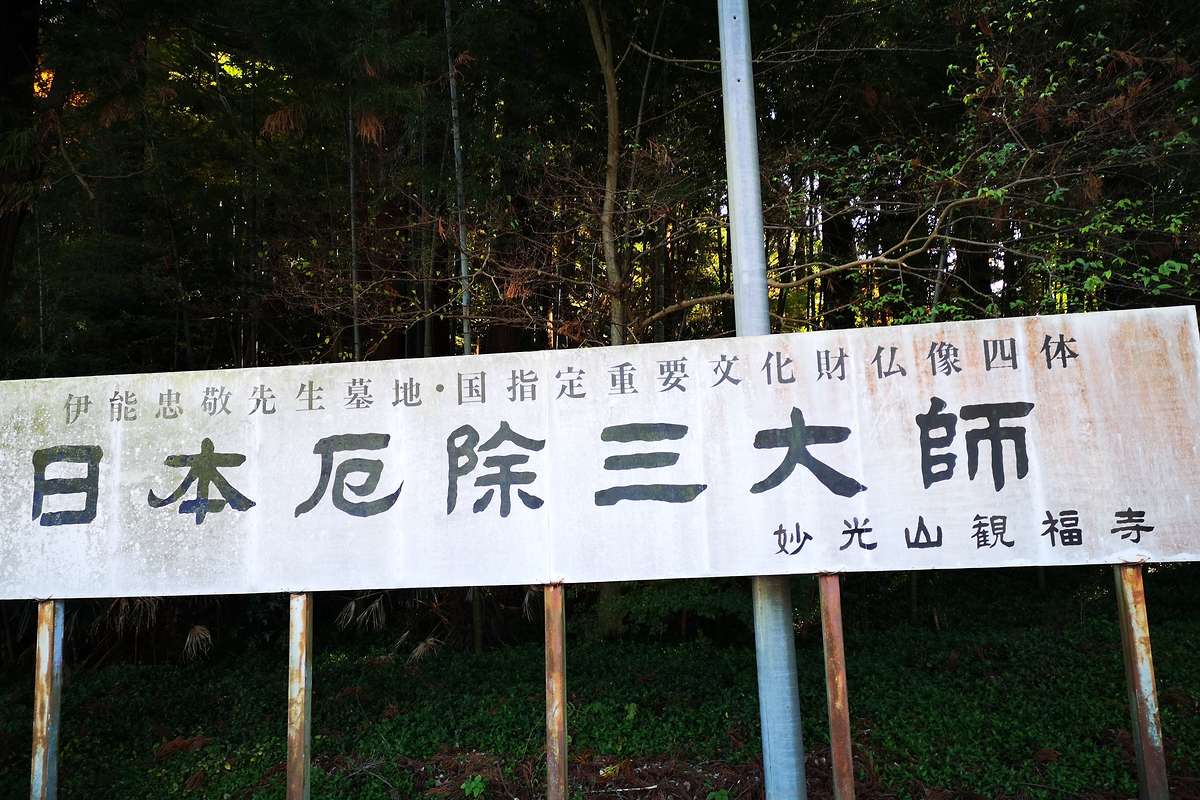 伊能忠敬先生墓地・国指定重要文化財仏像四体
日本厄除三大師
妙光山観福寺